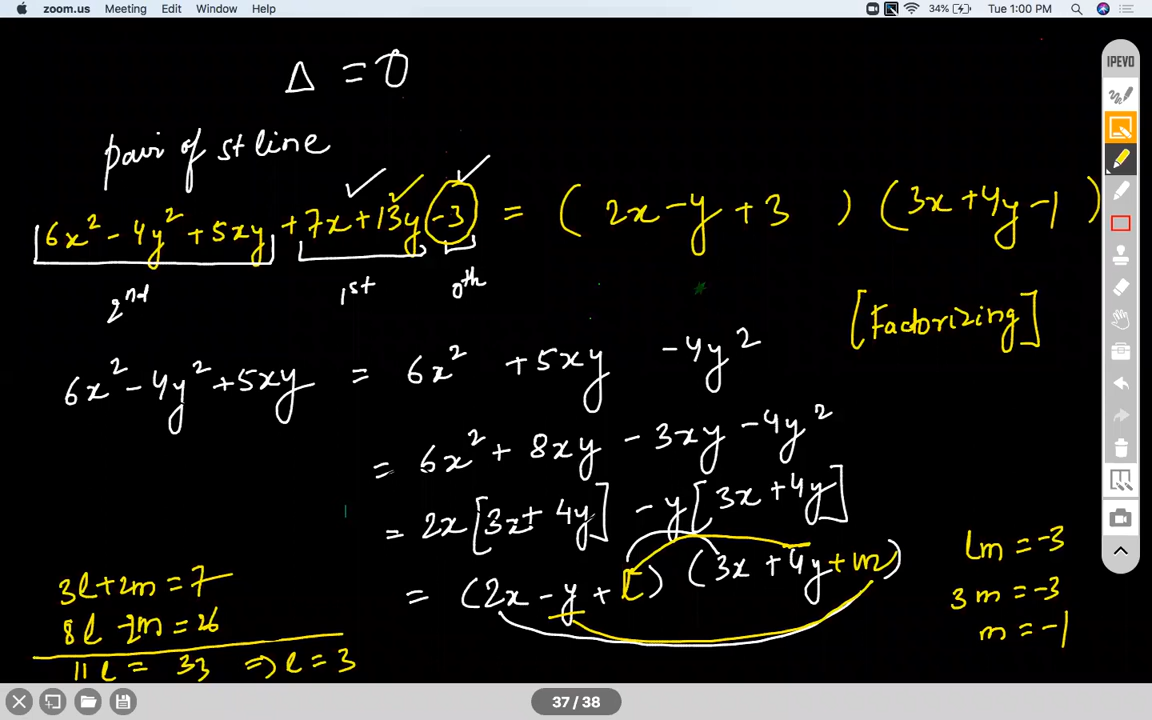 zoom.us Meeting Edit Usage Window Help 34% Tue 1:00 PM
IPEVO
Δ = 0
pair of st line
6x² - 4y² + 5xy + 7x + 13y - 3 = (2x - y + 3) (3x + 4y - 1)
2nd 1st 0th
[Factorizing]
6x² - 4y² + 5xy = 6x² + 5xy - 4y²
= 6x² + 8xy - 3xy - 4y²
= 2x[3x + 4y] - y[3x + 4y]
= (2x - y + l) (3x + 4y + m)
3l + 2m = 7
8l - 2m = 26
11l = 33 ⇒ l = 3
lm = -3
3m = -3
m = -1
37 / 38